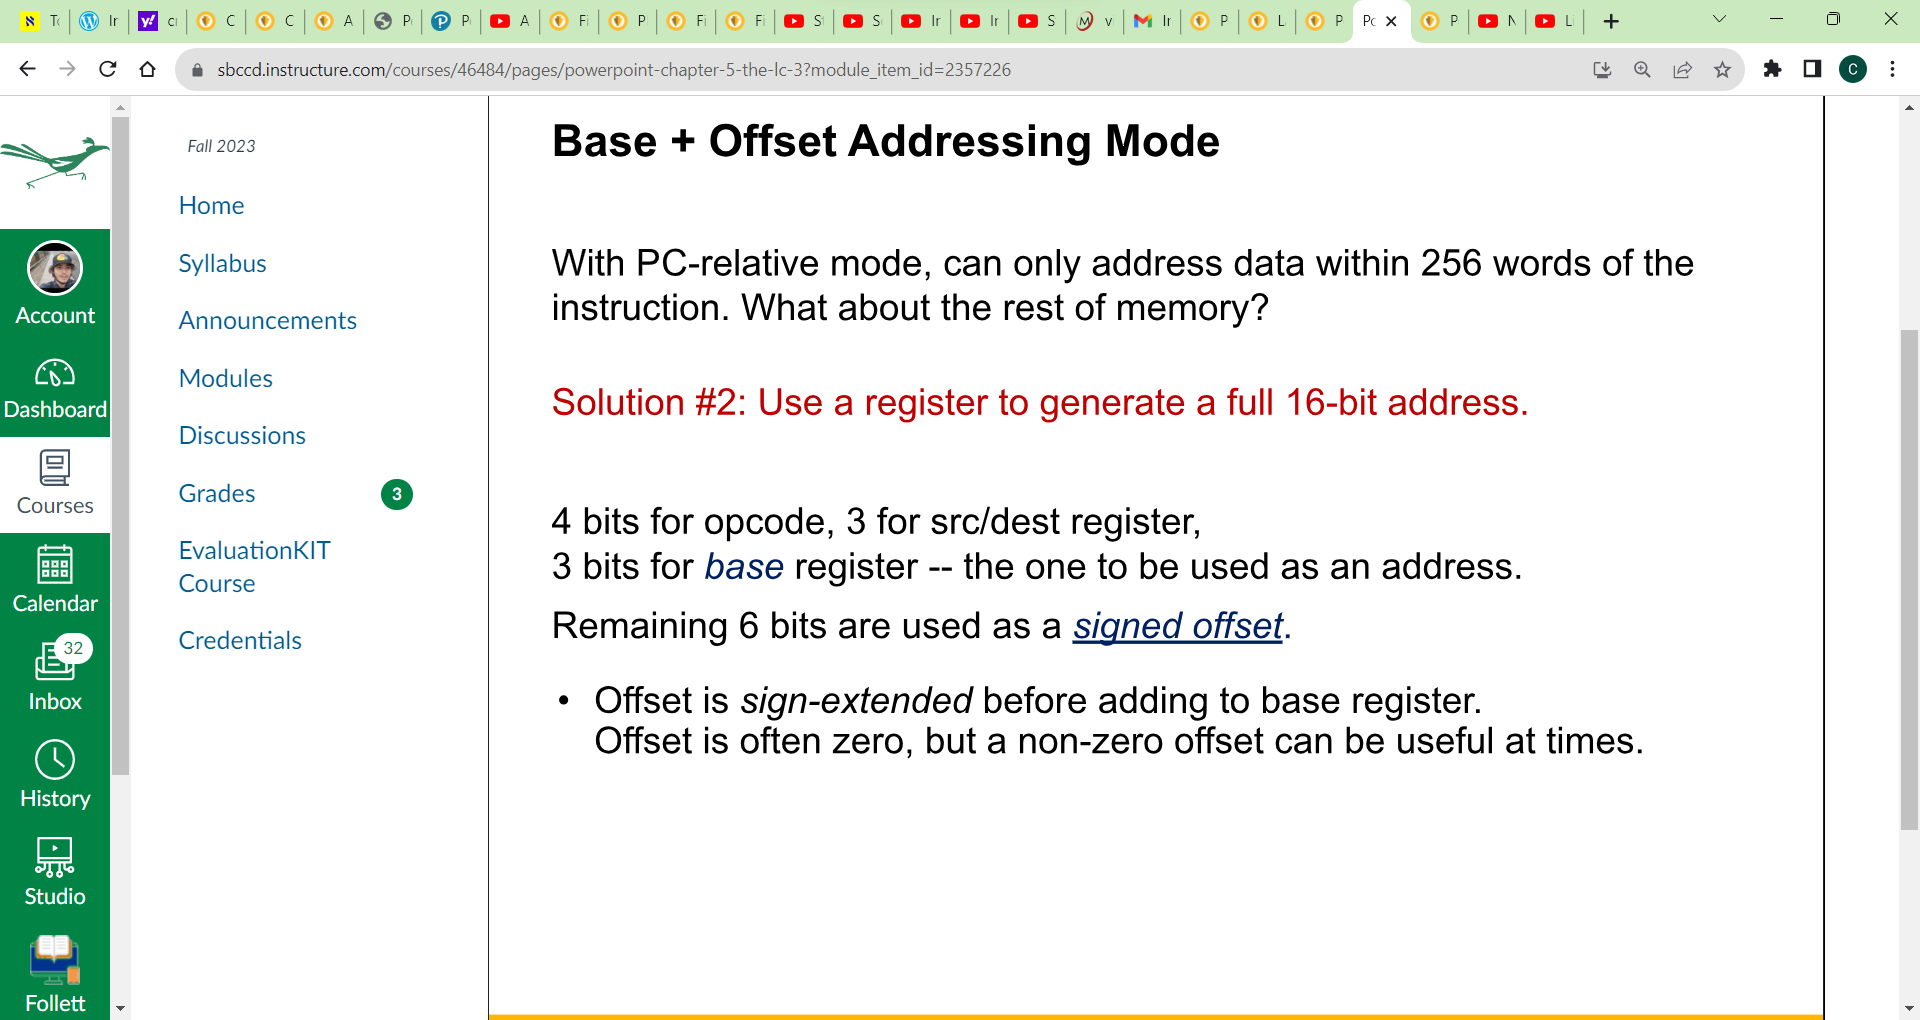 sbccd.instructure.com/courses/46484/pages/powerpoint-chapter-5-the-lc-3?module_item_id=2357226
C
Account
Dashboard
Courses
Calendar
32
Inbox
History
Studio
Follett
Fall 2023
Home
Syllabus
Announcements
Modules
Discussions
Grades
3
EvaluationKIT
Course
Credentials
Base + Offset Addressing Mode
With PC-relative mode, can only address data within 256 words of the
instruction. What about the rest of memory?
Solution #2: Use a register to generate a full 16-bit address.
4 bits for opcode, 3 for src/dest register,
3 bits for base register -- the one to be used as an address.
Remaining 6 bits are used as a signed offset.
• Offset is sign-extended before adding to base register.
Offset is often zero, but a non-zero offset can be useful at times.